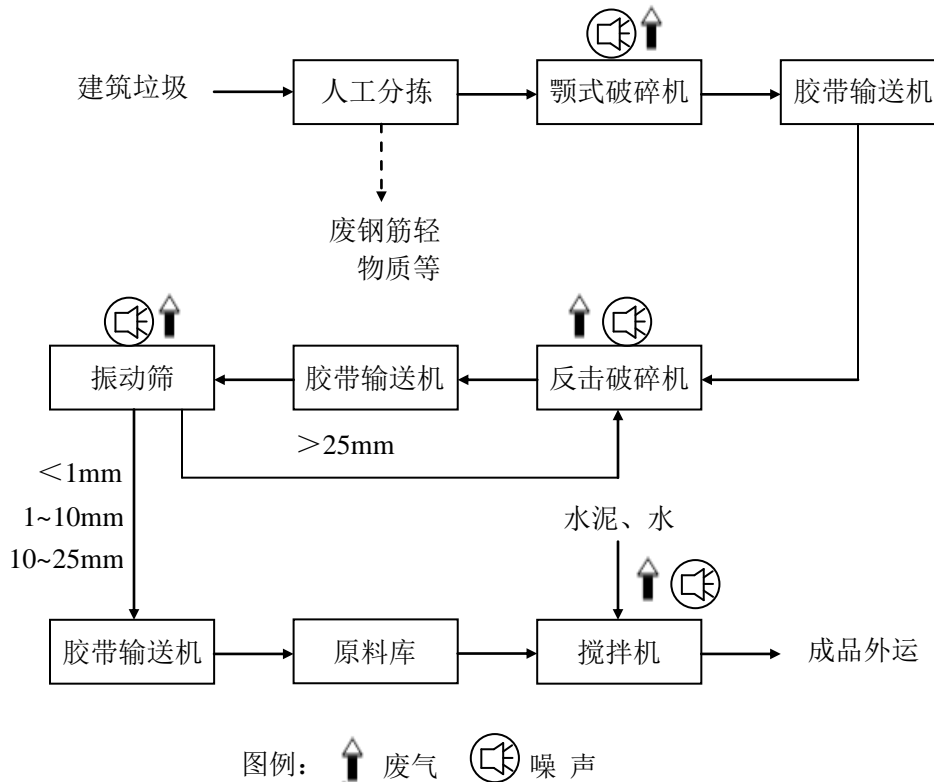 建筑垃圾
人工分拣
颚式破碎机
胶带输送机
废钢筋轻
物质等
振动筛
胶带输送机
反击破碎机
＞25mm
＜1mm
1~10mm
10~25mm
水泥、水
胶带输送机
原料库
搅拌机
成品外运
图例：
废气
噪 声